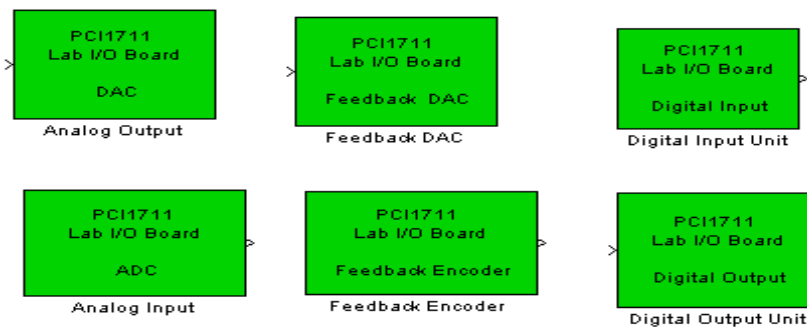 PCI1711
Lab I/O Board
DAC
Analog Output
PCI1711
Lab I/O Board
Feedback DAC
Feedback DAC
PCI1711
Lab I/O Board
Digital Input
Digital Input Unit
PCI1711
Lab I/O Board
ADC
Analog Input
PCI1711
Lab I/O Board
Feedback Encoder
Feedback Encoder
PCI1711
Lab I/O Board
Digital Output
Digital Output Unit